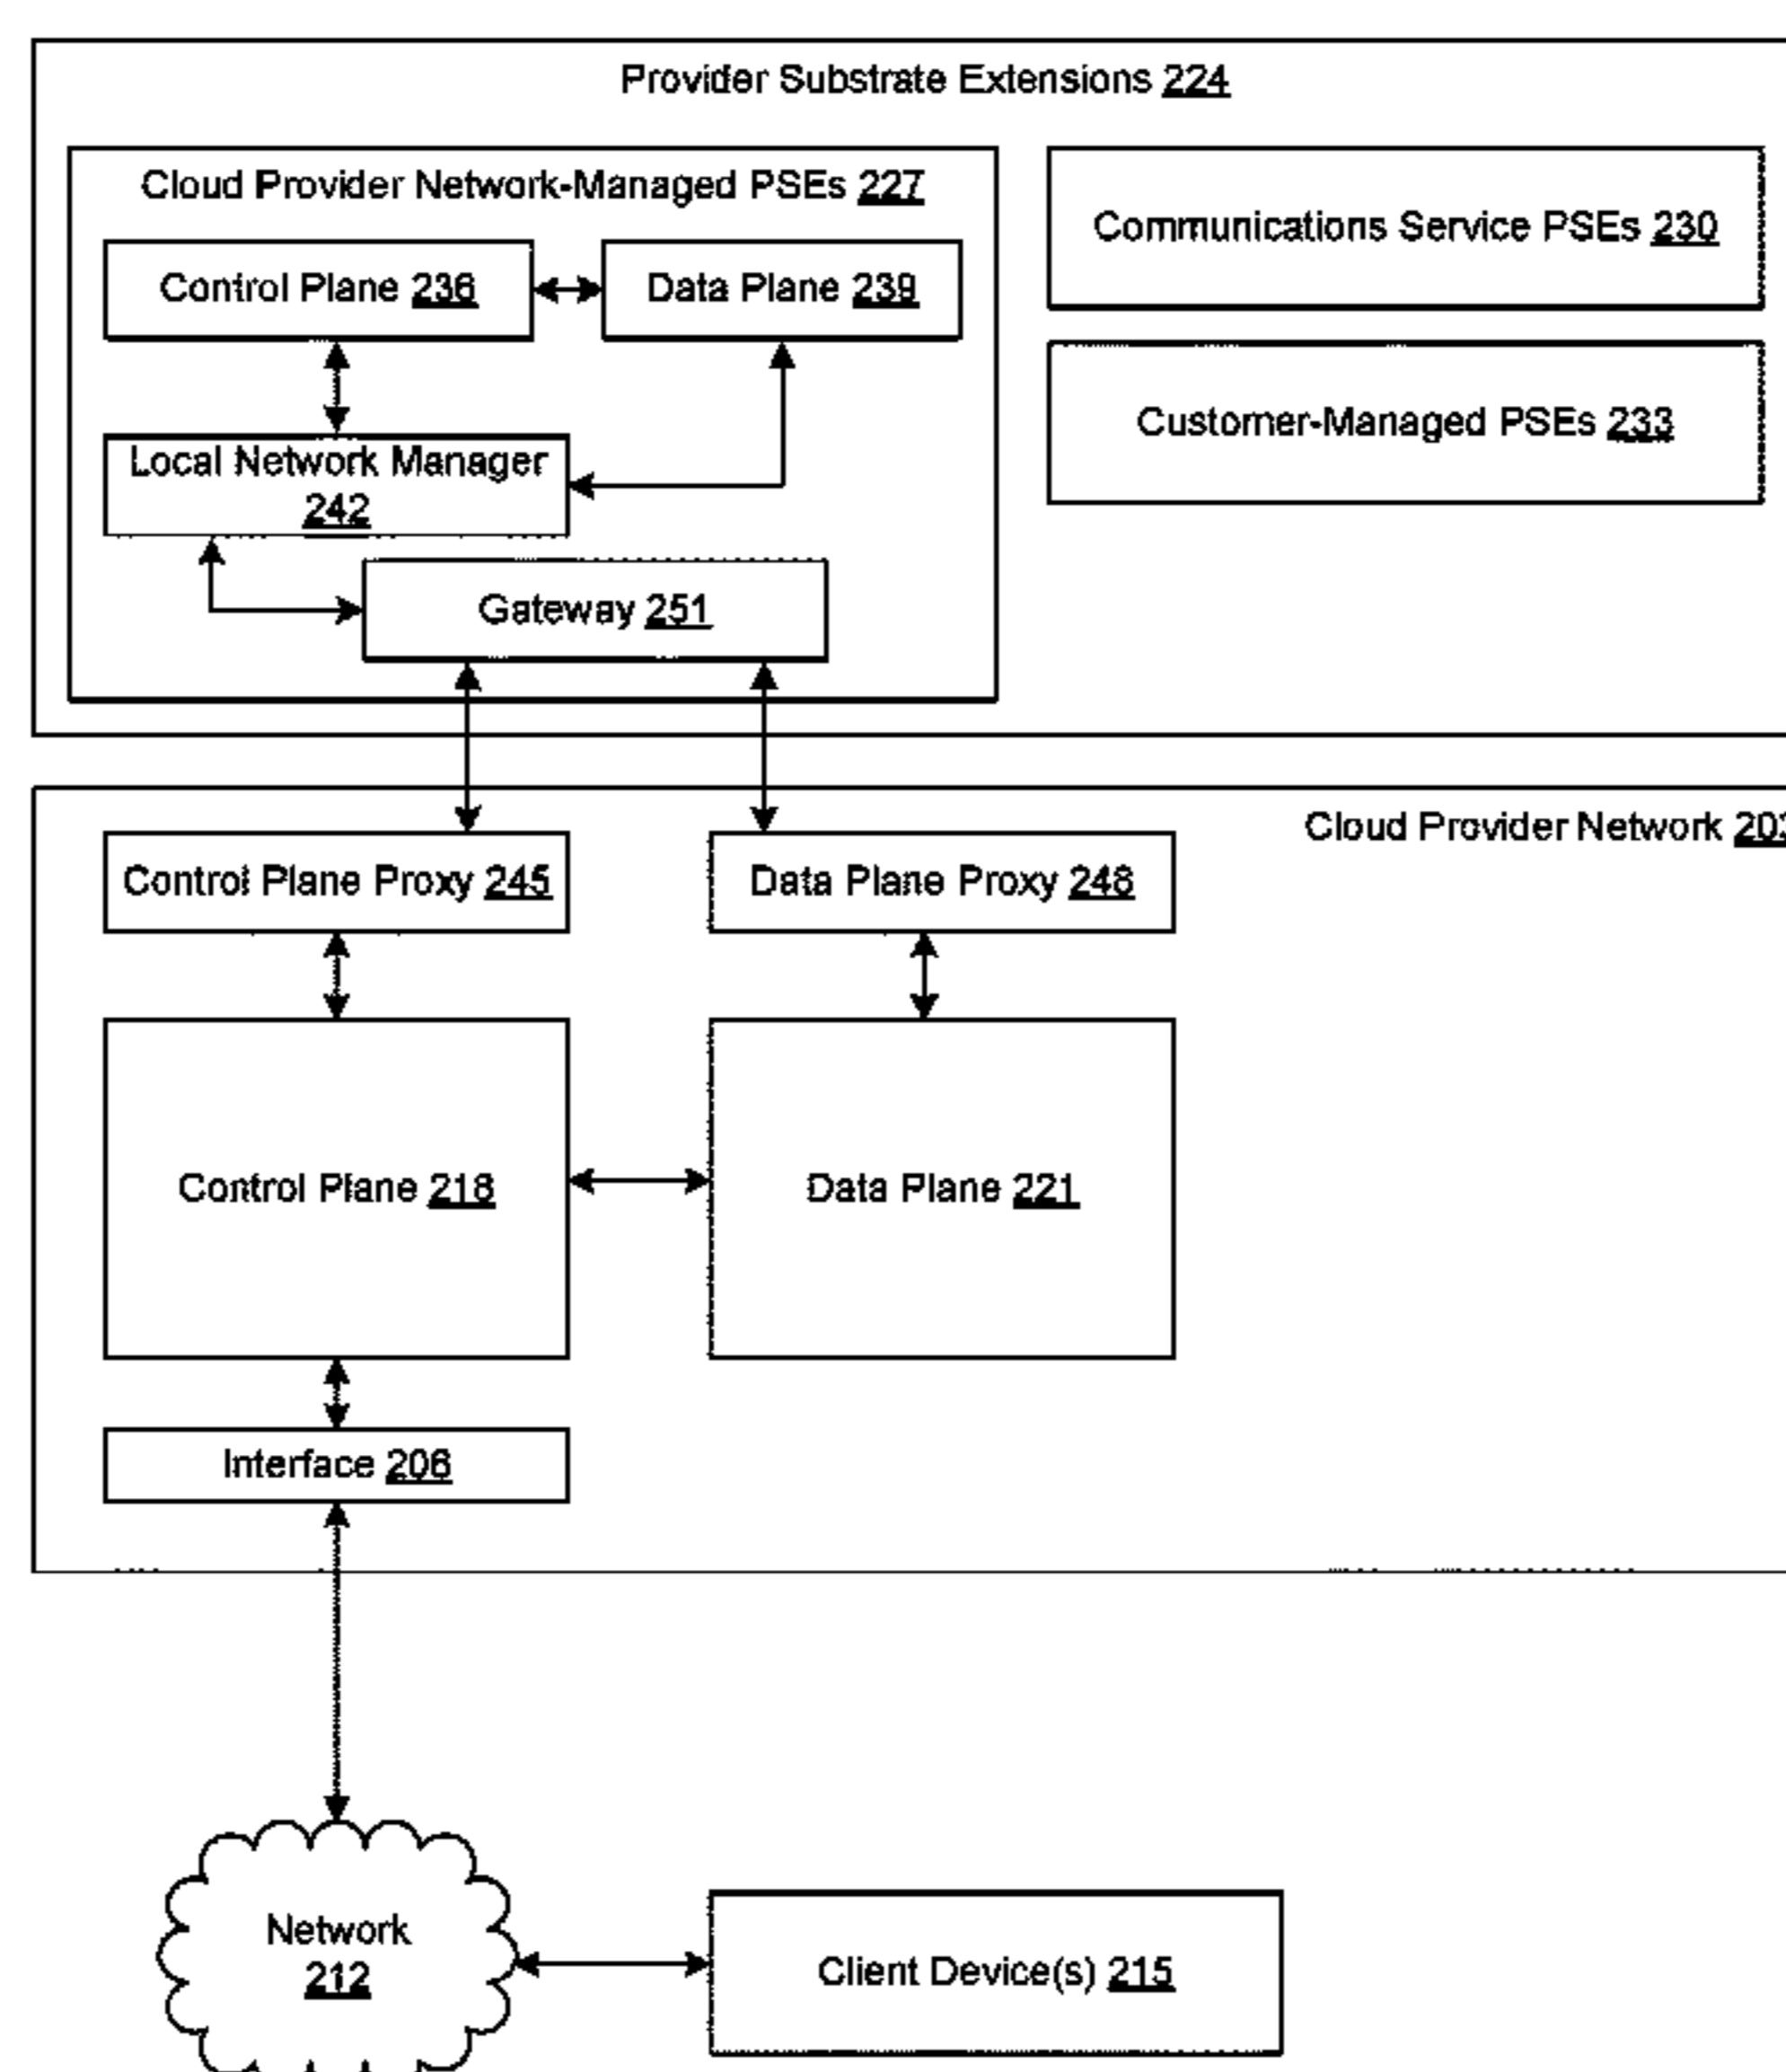 Provider Substrate Extensions 224
Cloud Provider Network-Managed PSEs 227
Communications Service PSEs 230
Control Plane 236
Data Plane 239
Customer-Managed PSEs 233
Local Network Manager
242
Gateway 251
Cloud Provider Network
Control Plane Proxy 245
Data Plane Proxy 248
Control Plane 218
Data Plane 221
Interface 206
Network
212
Client Device(s) 215